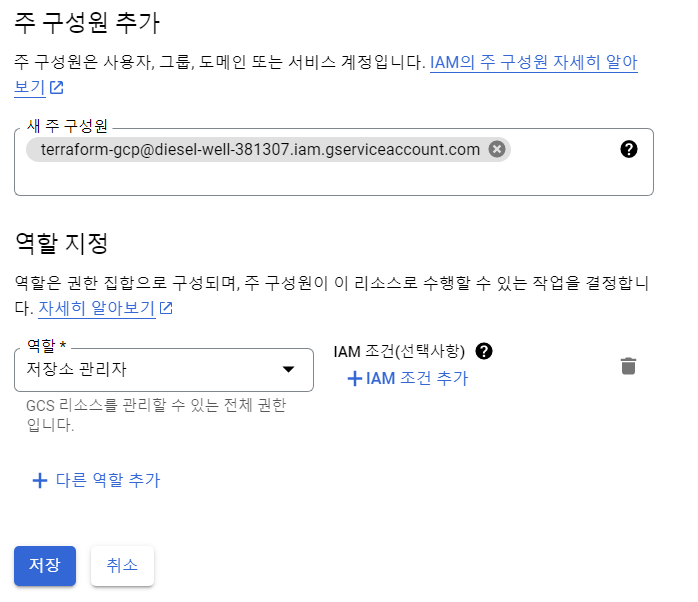 주 구성원 추가
주 구성원은 사용자, 그룹, 도메인 또는 서비스 계정입니다. IAM의 주 구성원 자세히 알아
보기
새 주 구성원
terraform-gcp@diesel-well-381307.iam.gserviceaccount.com
역할 지정
역할은 권한 집합으로 구성되며, 주 구성원이 이 리소스로 수행할 수 있는 작업을 결정합니
다. 자세히 알아보기
역할 *
저장소 관리자
IAM 조건(선택사항)
+ IAM 조건 추가
GCS 리소스를 관리할 수 있는 전체 권한
입니다.
+ 다른 역할 추가
저장
취소